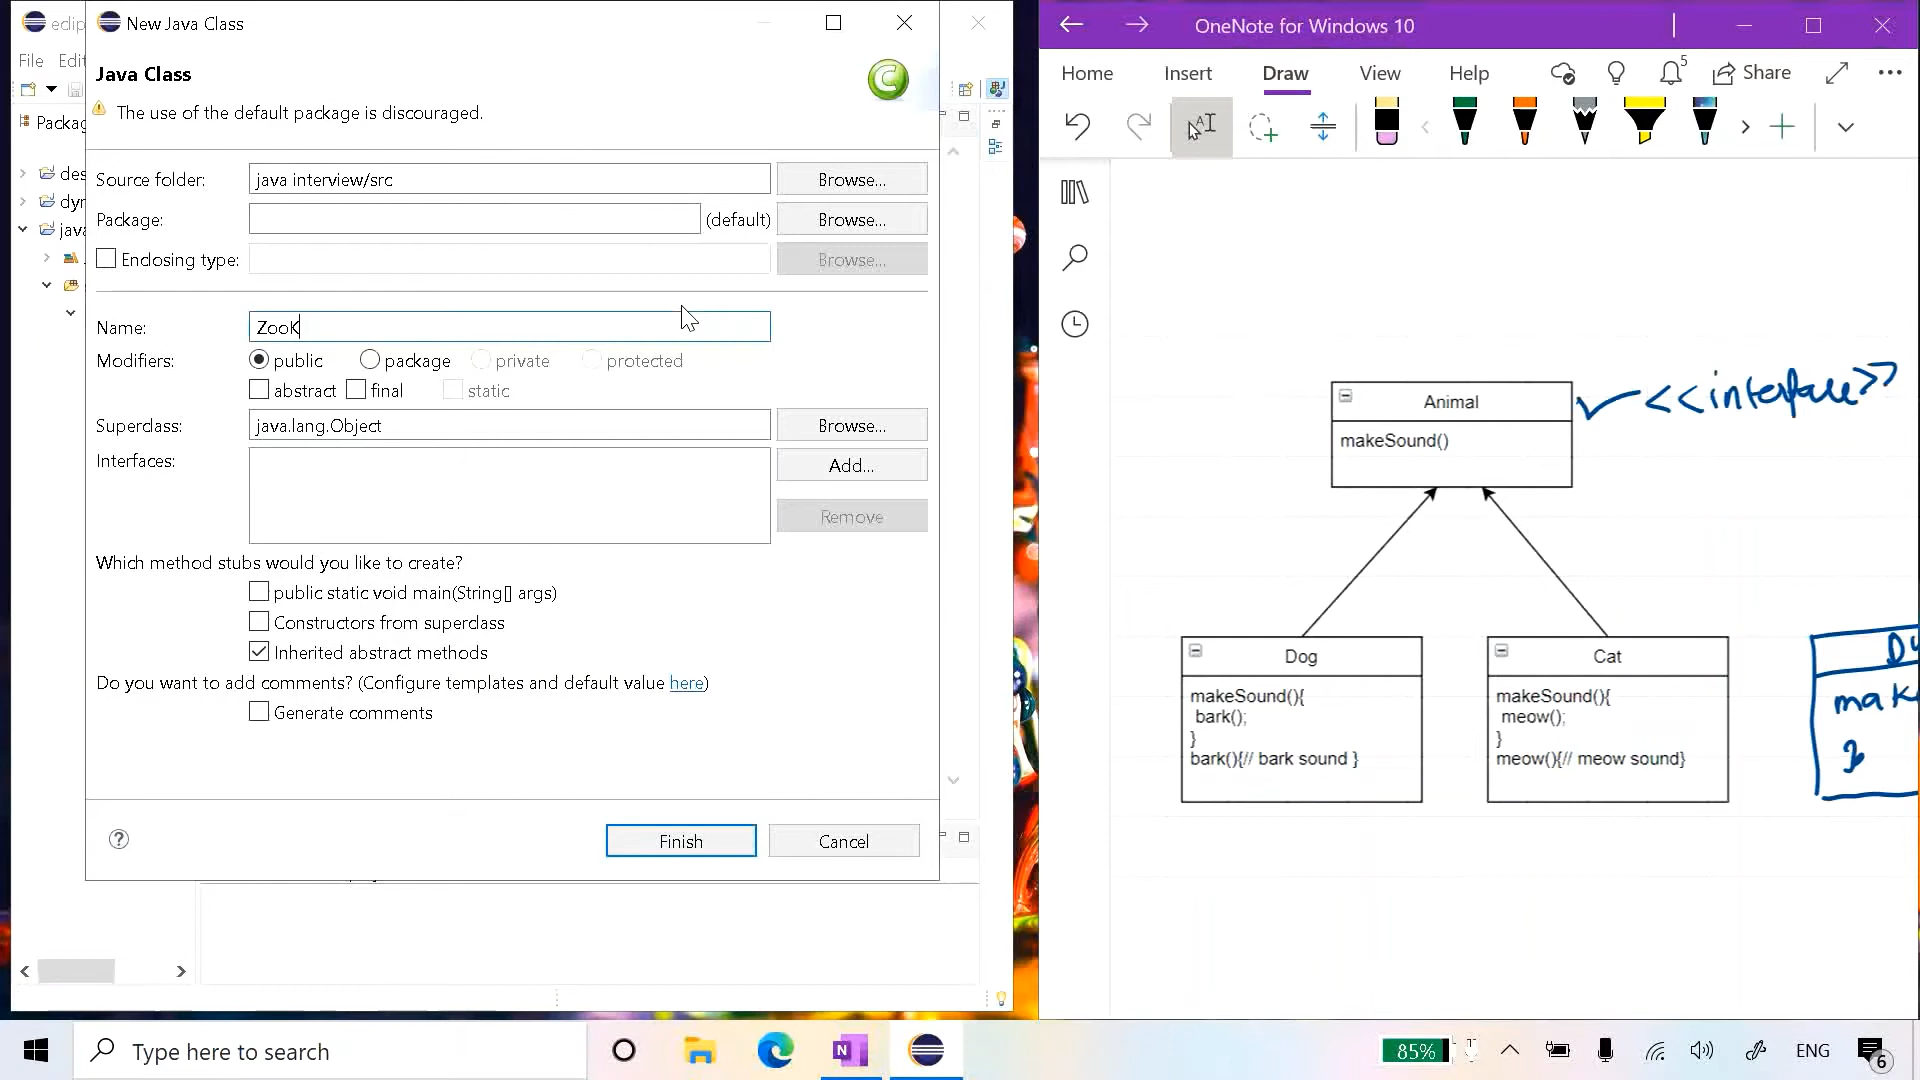 eclip
New Java Class
File Edit
Java Class
The use of the default package is discouraged.
Packag
des
dyn
java
Source folder:
java interview/src
Browse...
Package:
(default)
Browse...
Enclosing type:
Browse...
Name:
ZooK
Modifiers:
public
package
private
protected
abstract
final
static
Superclass:
java.lang.Object
Browse...
Interfaces:
Add...
Remove
Which method stubs would you like to create?
public static void main(String[] args)
Constructors from superclass
Inherited abstract methods
Do you want to add comments? (Configure templates and default value here)
Generate comments
Finish
Cancel
OneNote for Windows 10
Home Insert Draw View Help
5
Share
Animal
<<interface>>
makeSound()
Dog
makeSound(){
bark();
}
bark(){// bark sound }
Cat
makeSound(){
meow();
}
meow(){// meow sound}
Du
mak
Type here to search
85%
ENG
6